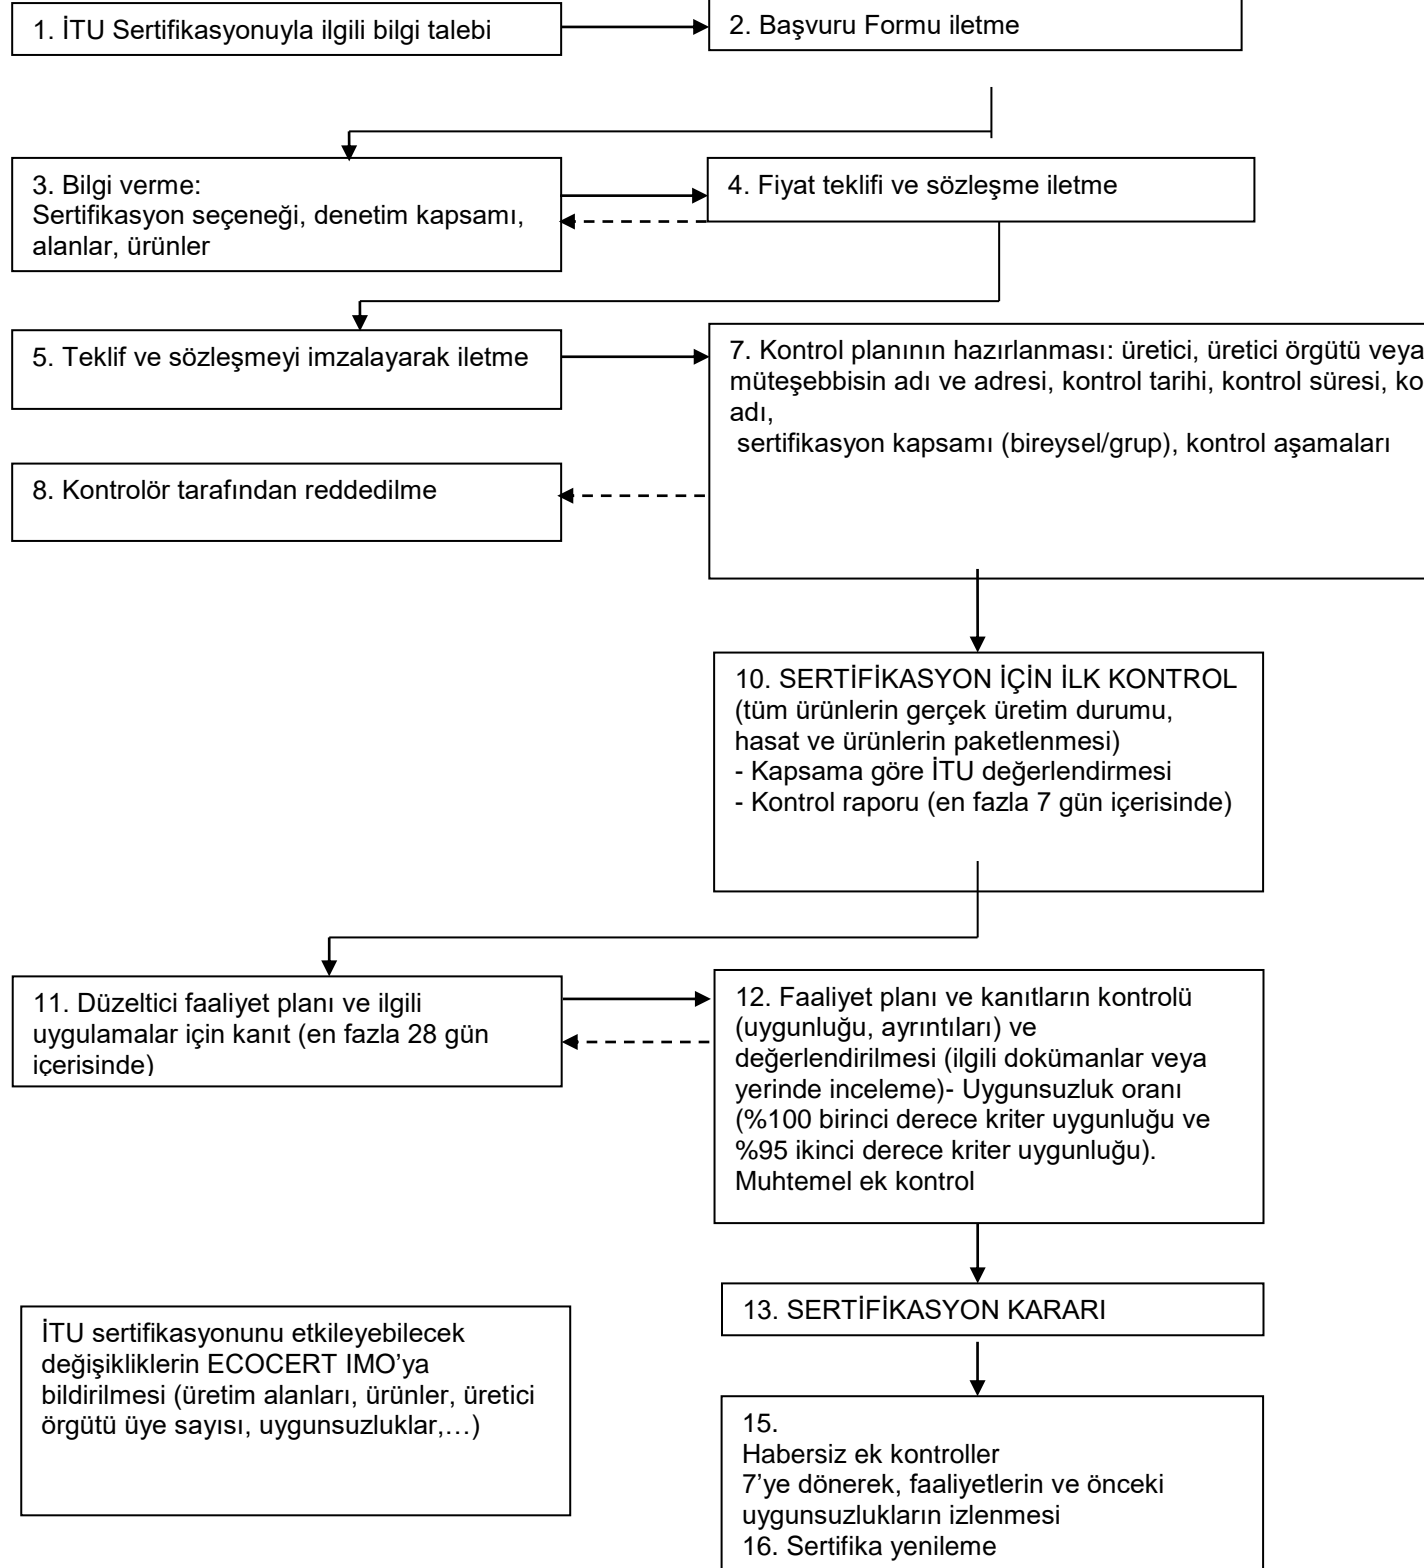 1. İTU Sertifikasyonuyla ilgili bilgi talebi
2. Başvuru Formu iletme
3. Bilgi verme:
Sertifikasyon seçeneği, denetim kapsamı,
alanlar, ürünler
4. Fiyat teklifi ve sözleşme iletme
5. Teklif ve sözleşmeyi imzalayarak iletme
7. Kontrol planının hazırlanması: üretici, üretici örgütü veya
müteşebbisin adı ve adresi, kontrol tarihi, kontrol süresi,
adı,
sertifikasyon kapsamı (bireysel/grup), kontrol aşamaları
8. Kontrolör tarafından reddedilme
10. SERTİFİKASYON İÇİN İLK KONTROL
(tüm ürünlerin gerçek üretim durumu,
hasat ve ürünlerin paketlenmesi)
- Kapsama göre İTU değerlendirmesi
- Kontrol raporu (en fazla 7 gün içerisinde)
11. Düzeltici faaliyet planı ve ilgili
uygulamalar için kanıt (en fazla 28 gün
içerisinde)
12. Faaliyet planı ve kanıtların kontrolü
(uygunluğu, ayrıntıları) ve
değerlendirilmesi (ilgili dokümanlar veya
yerinde inceleme)- Uygunsuzluk oranı
(%100 birinci derece kriter uygunluğu ve
%95 ikinci derece kriter uygunluğu).
Muhtemel ek kontrol
13. SERTİFİKASYON KARARI
İTU sertifikasyonunu etkileyebilecek
değişikliklerin ECOCERT IMO’ya
bildirilmesi (üretim alanları, ürünler, üretici
örgütü üye sayısı, uygunsuzluklar,…)
15.
Habersiz ek kontroller
7’ye dönerek, faaliyetlerin ve önceki
uygunsuzlukların izlenmesi
16. Sertifika yenileme